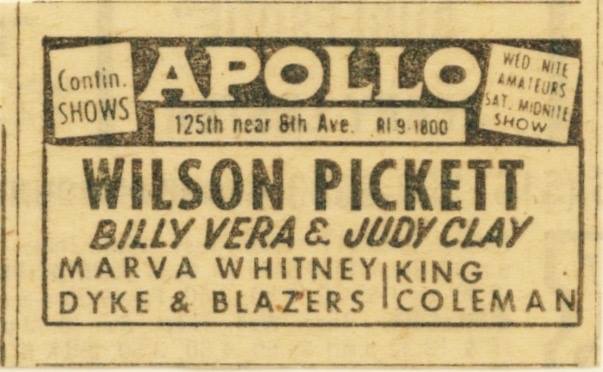 Contin.
SHOWS
APOLLO
WED NITE
AMATEURS
SAT. MIDNITE
SHOW
125th near 8th Ave. RI 9-1800
WILSON PICKETT
BILLY VERA & JUDY CLAY
MARVA WHITNEY
DYKE & BLAZERS
KING
COLEMAN